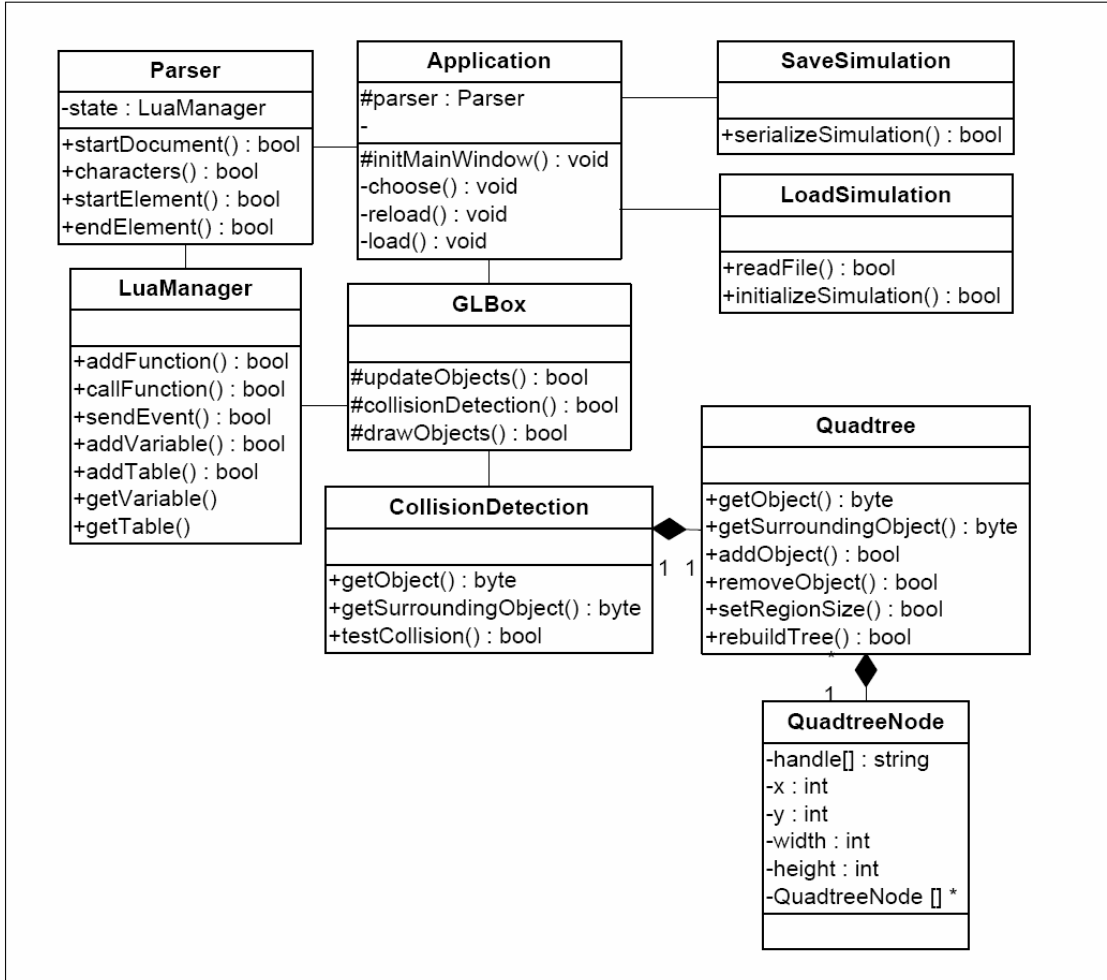 Parser
-state : LuaManager
+startDocument() : bool
+characters() : bool
+startElement() : bool
+endElement() : bool
Application
#parser : Parser
-
#initMainWindow() : void
-choose() : void
-reload() : void
-load() : void
SaveSimulation
+serializeSimulation() : bool
LoadSimulation
+readFile() : bool
+initializeSimulation() : bool
LuaManager
+addFunction() : bool
+callFunction() : bool
+sendEvent() : bool
+addVariable() : bool
+addTable() : bool
+getVariable()
+getTable()
GLBox
#updateObjects() : bool
#collisionDetection() : bool
#drawObjects() : bool
CollisionDetection
+getObject() : byte
+getSurroundingObject() : byte
+testCollision() : bool
1 1
Quadtree
+getObject() : byte
+getSurroundingObject() : byte
+addObject() : bool
+removeObject() : bool
+setRegionSize() : bool
+rebuildTree() : bool
*
1
QuadtreeNode
-handle[] : string
-x : int
-y : int
-width : int
-height : int
-QuadtreeNode [] *